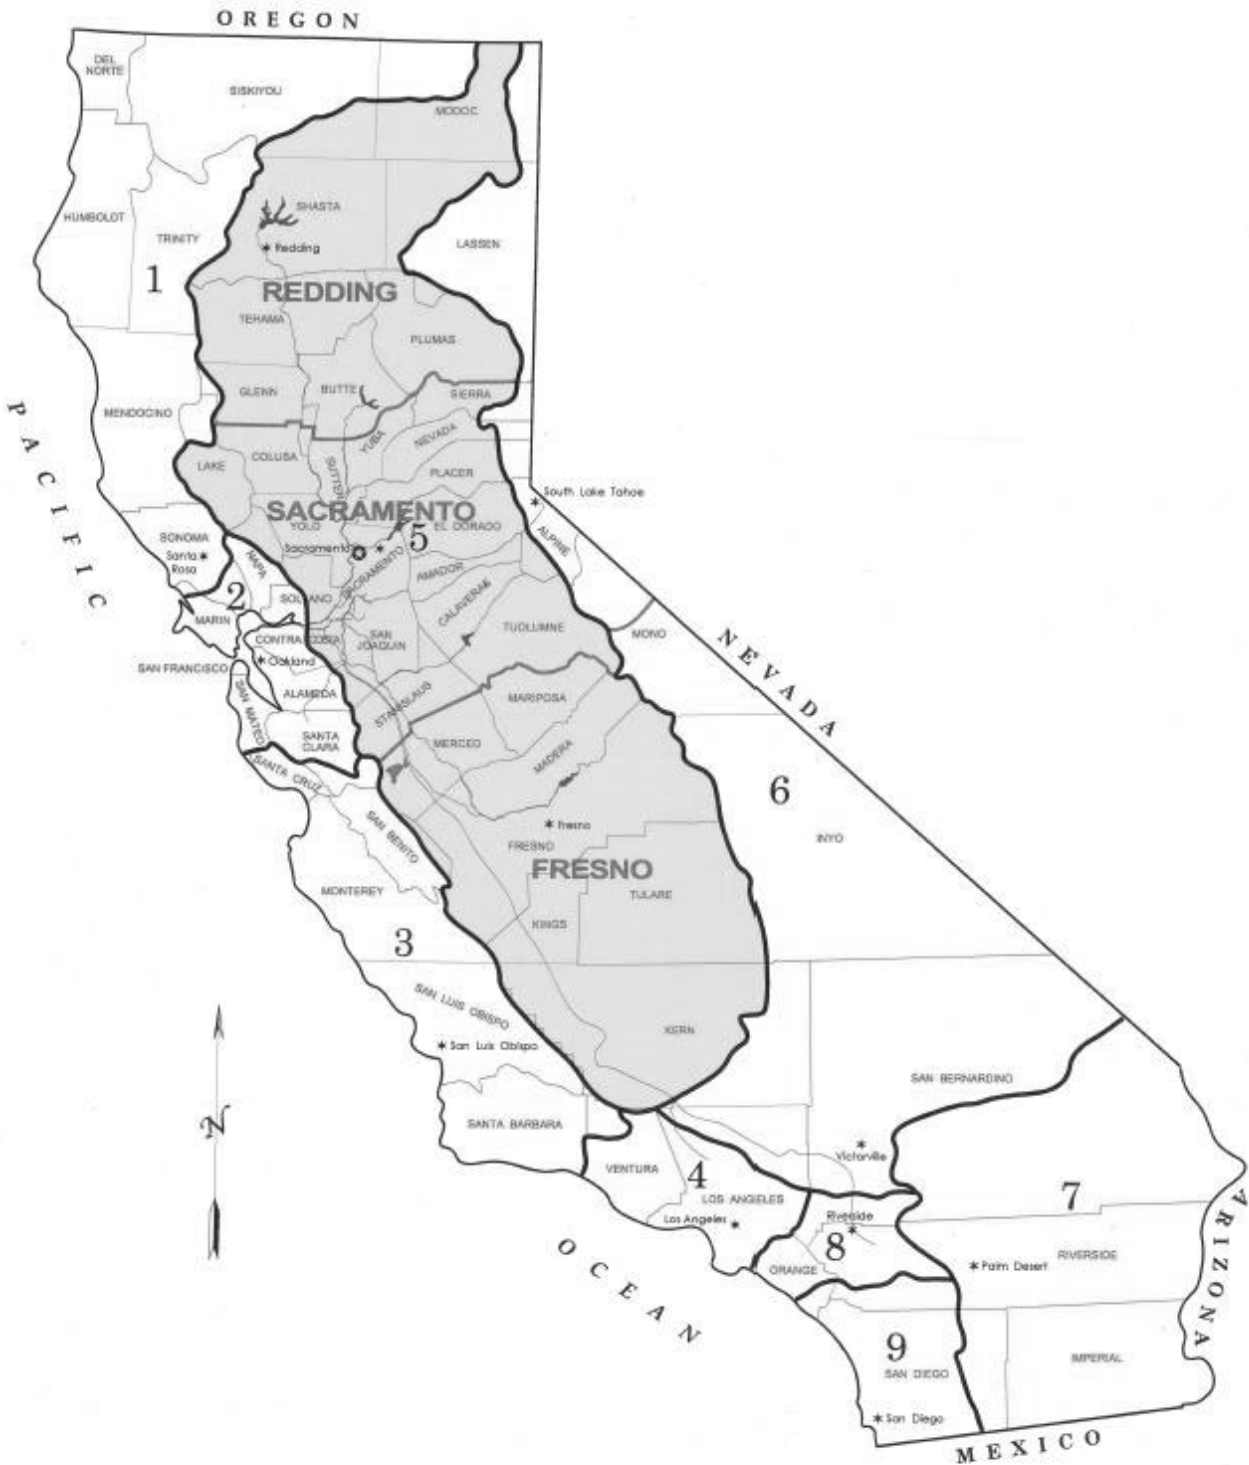 OREGON
DEL
NORTE
SISKIYOU
MODOC
HUMBOLDT
TRINITY
SHASTA
LASSEN
Redding
1
REDDING
TEHAMA
PLUMAS
GLENN
BUTTE
SIERRA
MENDOCINO
PACIFIC
LAKE
COLUSA
SUTTER
YUBA
NEVADA
PLACER
South Lake Tahoe
SACRAMENTO
YOLO
5
EL DORADO
ALPINE
SONOMA
Santa
Rosa
Sacramento
NAPA
SACRAMENTO
AMADOR
CALAVERAS
2
SOLANO
MARIN
CONTRA COSTA
SAN
JOAQUIN
TUOLUMNE
MONO
NEVADA
SAN FRANCISCO
Oakland
ALAMEDA
SAN MATEO
STANISLAUS
MARIPOSA
SANTA
CLARA
MERCED
MADERA
SANTA CRUZ
6
SAN BENITO
Fresno
FRESNO
FRESNO
INYO
MONTEREY
TULARE
KINGS
3
SAN LUIS OBISPO
San Luis Obispo
KERN
N
SAN BERNARDINO
SANTA BARBARA
Victorville
VENTURA
4
LOS ANGELES
Los Angeles
7
Riverside
8
ORANGE
Palm Desert
RIVERSIDE
ARIZONA
OCEAN
9
SAN DIEGO
IMPERIAL
San Diego
MEXICO